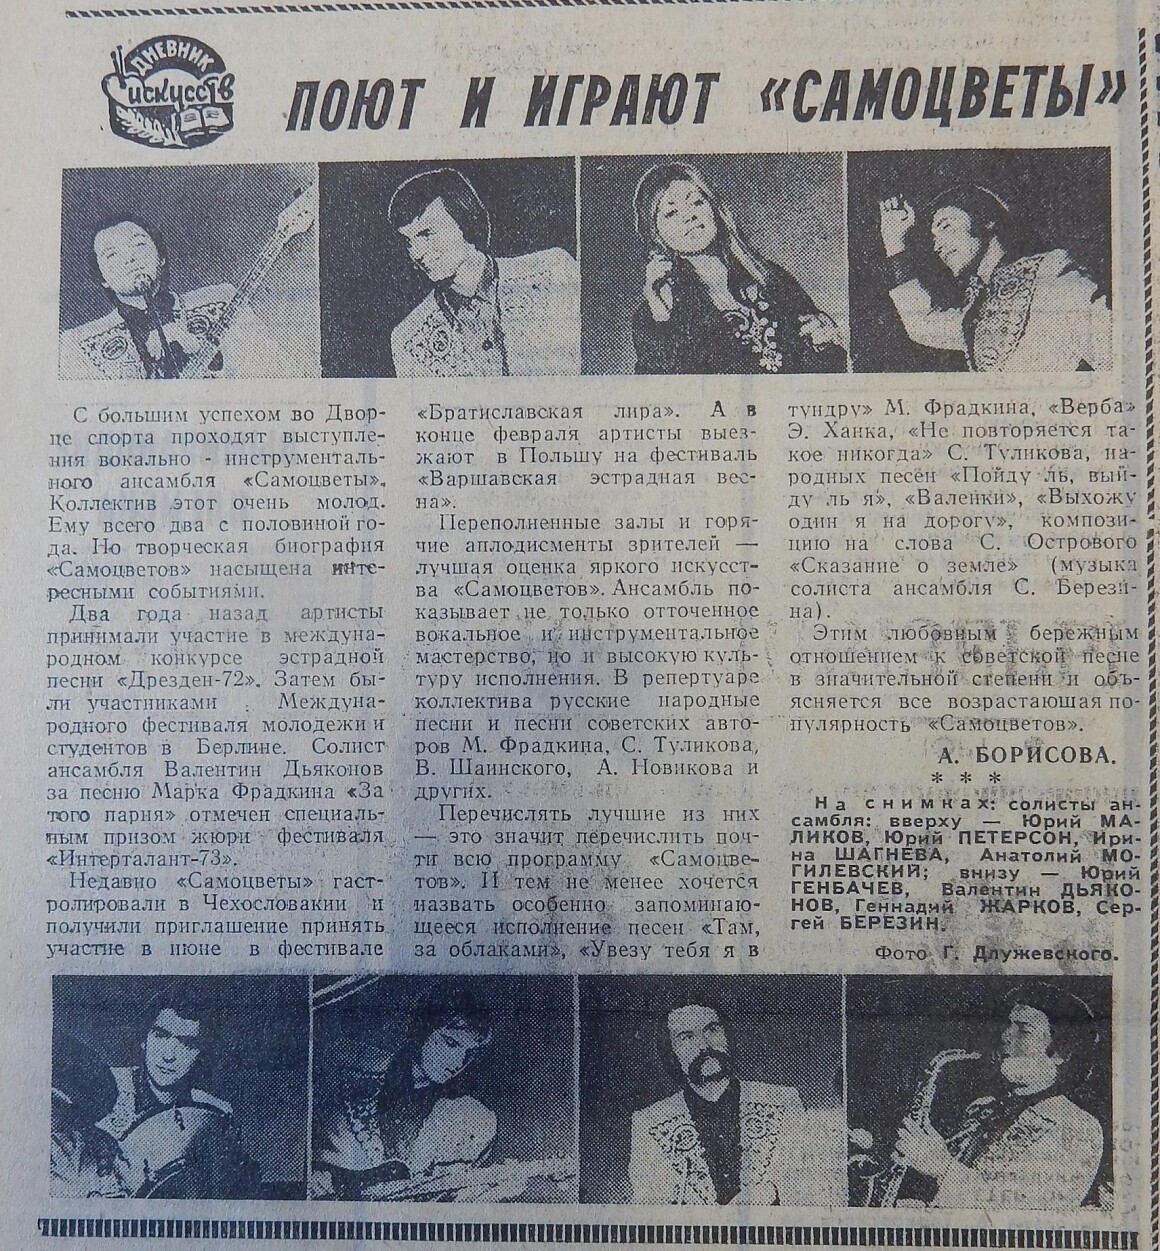 ДНЕВНИК
искусств
ПОЮТ И ИГРАЮТ «САМОЦВЕТЫ»
С большим успехом во Двор-
це спорта проходят выступле-
ния вокально - инструменталь-
ного ансамбля «Самоцветы».
Коллектив этот очень молод.
Ему всего два с половиной го-
да. Но творческая биография
«Самоцветов» насыщена инте-
ресными событиями.
Два года назад артисты
принимали участие в междуна-
родном конкурсе эстрадной
песни «Дрезден-72». Затем бы-
ли участниками Междуна-
родного фестиваля молодежи и
студентов в Берлине. Солист
ансамбля Валентин Дьяконов
за песню Марка Фрадкина «За
того парня» отмечен специаль-
ным призом жюри фестиваля
«Интерталант-73».
Недавно «Самоцветы» гаст-
ролировали в Чехословакии и
получили приглашение принять
участие в июне в фестивале
«Братиславская лира». А в
конце февраля артисты выез-
жают в Польшу на фестиваль
«Варшавская эстрадная вес-
на».
Переполненные залы и горя-
чие аплодисменты зрителей —
лучшая оценка яркого искусст-
ва «Самоцветов». Ансамбль по-
казывает не только отточенное
вокальное и инструментальное
мастерство, но и высокую куль-
туру исполнения. В репертуаре
коллектива русские народные
песни и песни советских авто-
ров М. Фрадкина, С. Туликова,
В. Шаинского, А. Новикова и
других.
Перечислять лучшие из них
— это значит перечислить поч-
ти всю программу «Самоцве-
тов». И тем не менее хочется
назвать особенно запоминаю-
щееся исполнение песен «Там,
за облаками», «Увезу тебя я в
тундру» М. Фрадкина, «Верба»
Э. Ханка, «Не повторяется та-
кое никогда» С. Туликова, на-
родных песен «Пойду ль, вый-
ду ль я», «Валенки», «Выхожу
один я на дорогу», компози-
цию на слова С. Острового
«Сказание о земле» (музыка
солиста ансамбля С. Берези-
на).
Этим любовным бережным
отношением к советской песне
в значительной степени и объ-
ясняется все возрастающая по-
пулярность «Самоцветов».
А. БОРИСОВА.
* * *
На снимках: солисты ан-
самбля: вверху — Юрий МА-
ЛИКОВ, Юрий ПЕТЕРСОН, Ири-
на ШАГНЕВА, Анатолий МО-
ГИЛЕВСКИЙ; внизу — Юрий
ГЕНБАЧЕВ, Валентин ДЬЯКО-
НОВ, Геннадий ЖАРКОВ, Сер-
гей БЕРЕЗИН.
Фото Г. Длужевского.